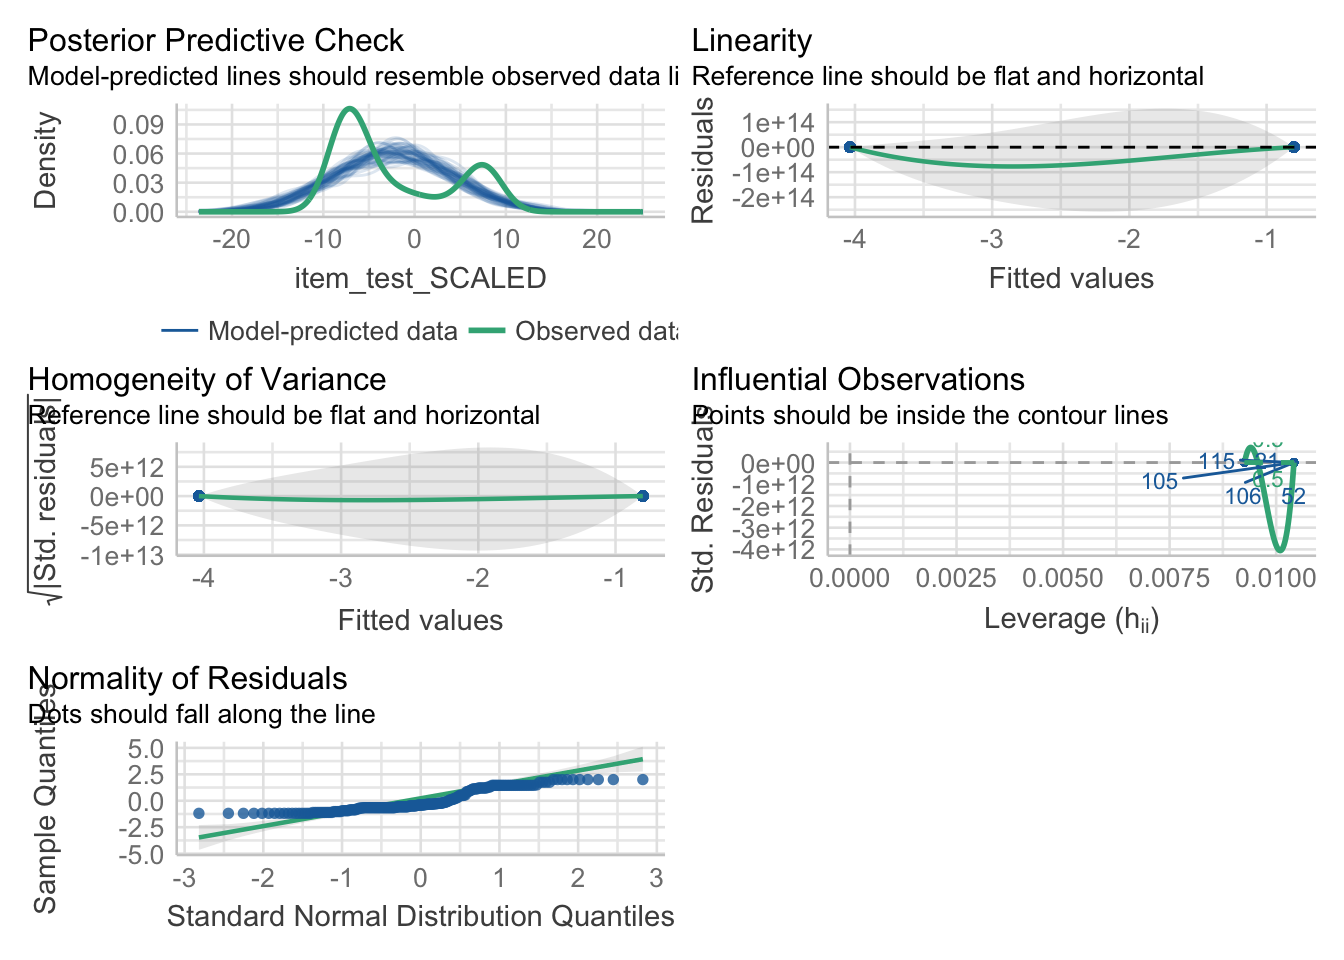 Posterior Predictive Check
Model-predicted lines should resemble observed data li
Density
0.09
0.06
0.03
0.00
-20 -10 0 10 20
item_test_SCALED
Model-predicted data Observed data
Linearity
Reference line should be flat and horizontal
Residuals
1e+14
0e+00
-1e+14
-2e+14
-4 -3 -2 -1
Fitted values
Homogeneity of Variance
Reference line should be flat and horizontal
√|Std. residuals|
5e+12
0e+00
-5e+12
-1e+13
-4 -3 -2 -1
Fitted values
Influential Observations
Points should be inside the contour lines
Std. Residuals
0e+00
-1e+12
-2e+12
-3e+12
-4e+12
0.5
115 21
0.5
105
106 52
0.0000 0.0025 0.0050 0.0075 0.0100
Leverage (hii)
Normality of Residuals
Dots should fall along the line
Sample Quantiles
5.0
2.5
0.0
-2.5
-5.0
-3 -2 -1 0 1 2 3
Standard Normal Distribution Quantiles